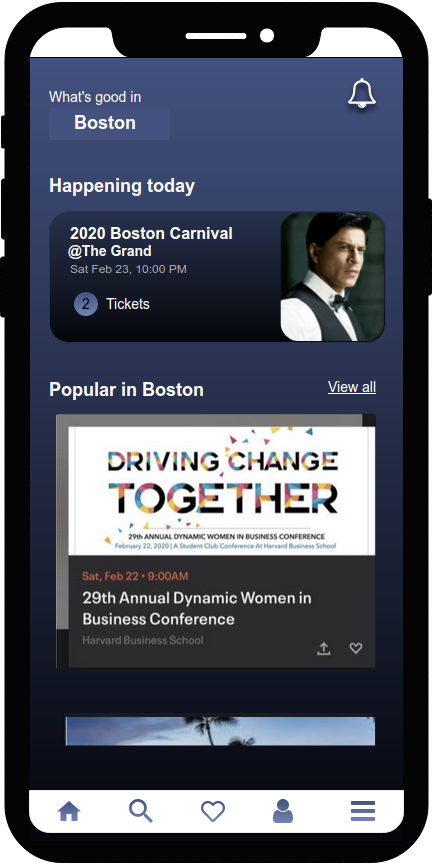 What's good in
Boston
Happening today
2020 Boston Carnival
@The Grand
Sat Feb 23, 10:00 PM
2 Tickets
Popular in Boston
View all
DRIVING CHANGE
TOGETHER
29th ANNUAL DYNAMIC WOMEN IN BUSINESS CONFERENCE
February 22, 2020 | A Student Club Conference At Harvard Business School
Sat, Feb 22 • 9:00AM
29th Annual Dynamic Women in
Business Conference
Harvard Business School